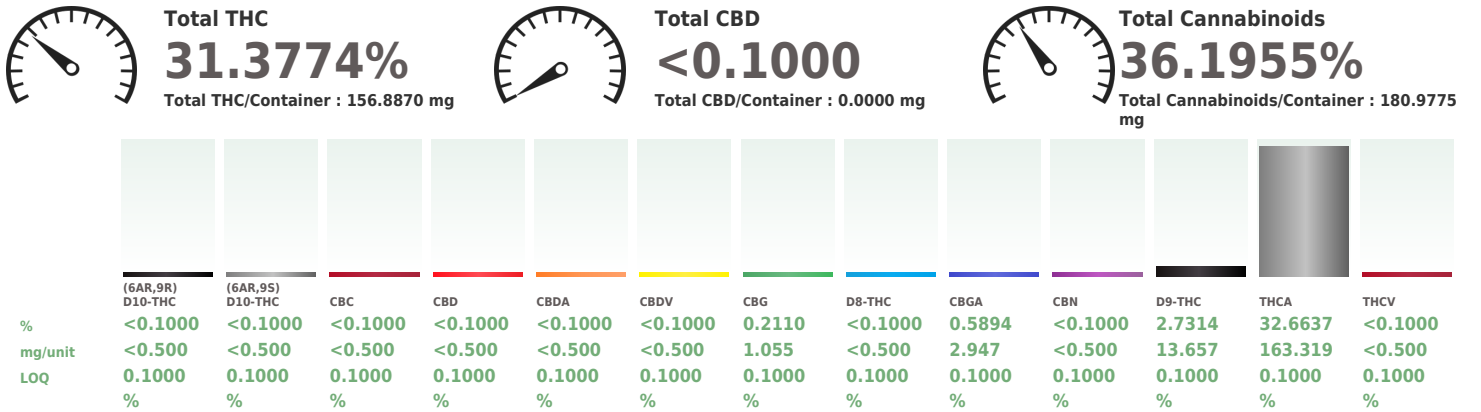 Total THC
31.3774%
Total THC/Container : 156.8870 mg
Total CBD
<0.1000
Total CBD/Container : 0.0000 mg
Total Cannabinoids
36.1955%
Total Cannabinoids/Container : 180.9775
mg
(6AR,9R) (6AR,9S)
D10-THC D10-THC CBC CBD CBDA CBDV CBG D8-THC CBGA CBN D9-THC THCA THCV
% <0.1000 <0.1000 <0.1000 <0.1000 <0.1000 <0.1000 0.2110 <0.1000 0.5894 <0.1000 2.7314 32.6637 <0.1000
mg/unit <0.500 <0.500 <0.500 <0.500 <0.500 <0.500 1.055 <0.500 2.947 <0.500 13.657 163.319 <0.500
LOQ 0.1000 0.1000 0.1000 0.1000 0.1000 0.1000 0.1000 0.1000 0.1000 0.1000 0.1000 0.1000 0.1000
% % % % % % % % % % % % %